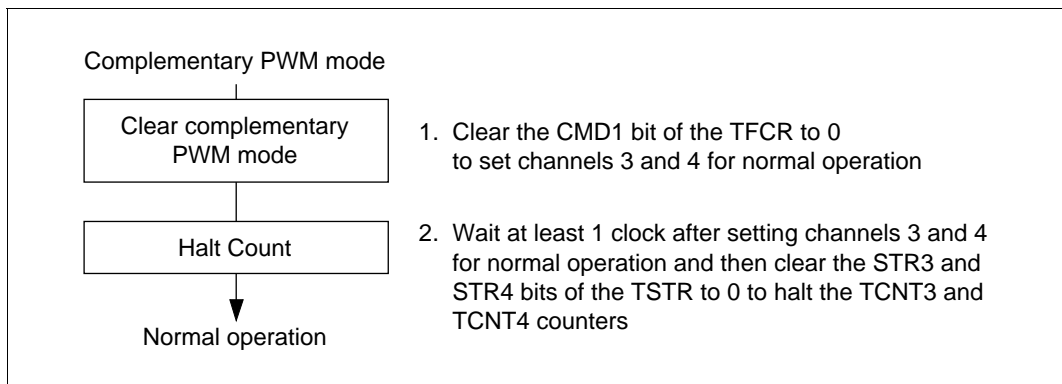 Complementary PWM mode
Clear complementary
PWM mode
1. Clear the CMD1 bit of the TFCR to 0
to set channels 3 and 4 for normal operation
Halt Count
2. Wait at least 1 clock after setting channels 3 and 4
for normal operation and then clear the STR3 and
STR4 bits of the TSTR to 0 to halt the TCNT3 and
TCNT4 counters
Normal operation